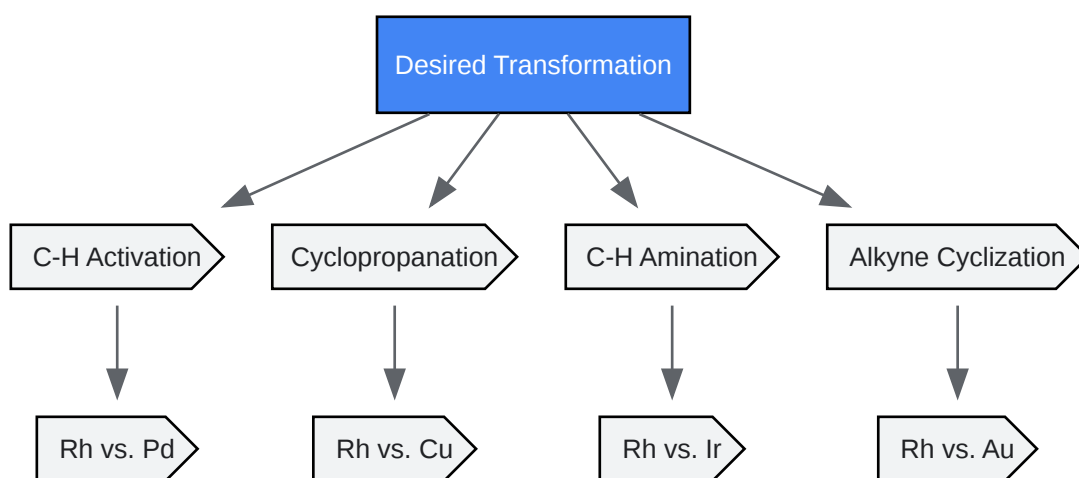 Desired Transformation
C-H Activation
Cyclopropanation
C-H Amination
Alkyne Cyclization
Rh vs. Pd
Rh vs. Cu
Rh vs. Ir
Rh vs. Au